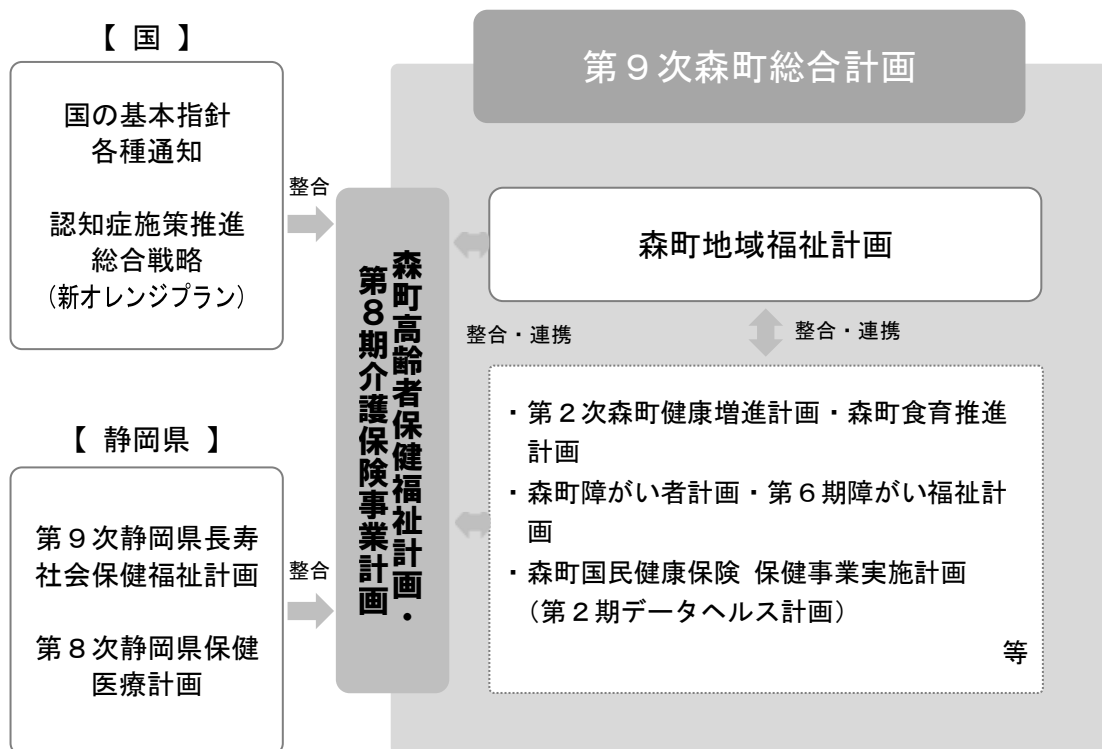 【 国 】
国の基本指針
各種通知
認知症施策推進
総合戦略
（新オレンジプラン）
整合
【 静岡県 】
第９次静岡県長寿
社会保健福祉計画
第８次静岡県保健
医療計画
整合
森町高齢者保健福祉計画・
第８期介護保険事業計画
第９次森町総合計画
森町地域福祉計画
整合・連携
整合・連携
・第２次森町健康増進計画・森町食育推進
計画
・森町障がい者計画・第６期障がい福祉計
画
・森町国民健康保険 保健事業実施計画
（第２期データヘルス計画）
等